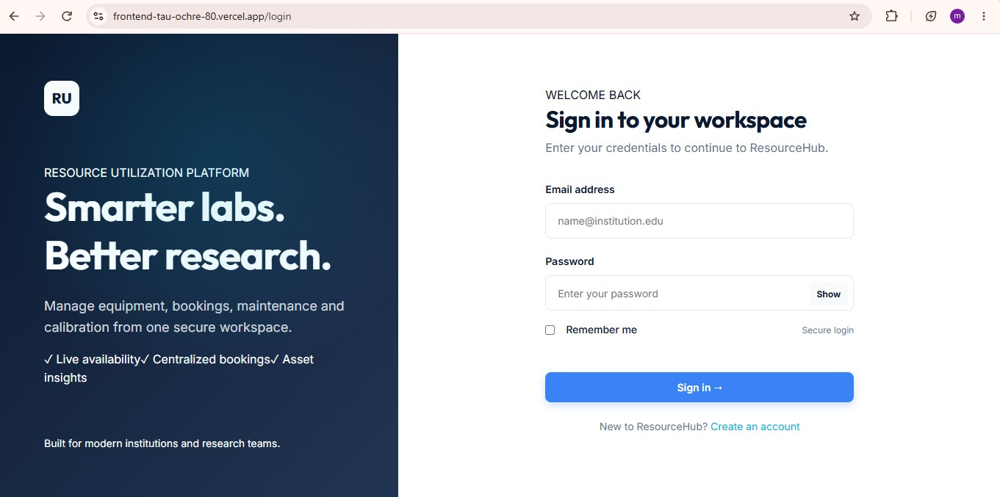 frontend-tau-ochre-80.vercel.app/login
m
RU
RESOURCE UTILIZATION PLATFORM
Smarter labs.
Better research.
Manage equipment, bookings, maintenance and
calibration from one secure workspace.
✓ Live availability✓ Centralized bookings✓ Asset
insights
Built for modern institutions and research teams.
WELCOME BACK
Sign in to your workspace
Enter your credentials to continue to ResourceHub.
Email address
name@institution.edu
Password
Enter your password
Show
Remember me
Secure login
Sign in →
New to ResourceHub? Create an account